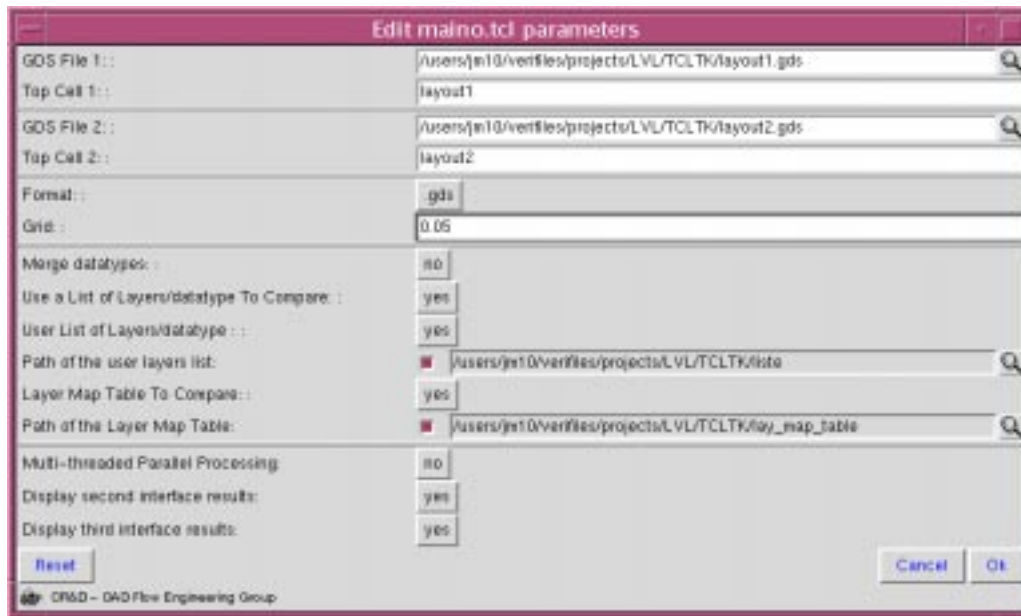 Edit maino.tcl parameters
GDS File 1: : /users/jm10/verifiles/projects/LVL/TCLTK/layout1.gds
Top Cell 1: : layout1
GDS File 2: : /users/jm10/verifiles/projects/LVL/TCLTK/layout2.gds
Top Cell 2: : layout2
Format: : .gds
Grid: : 0.05
Merge datatypes: : no
Use a List of Layers/datatype To Compare: : yes
User List of Layers/datatype : : yes
Path of the user layers list: /users/jm10/verifiles/projects/LVL/TCLTK/liste
Layer Map Table To Compare: : yes
Path of the Layer Map Table: /users/jm10/verifiles/projects/LVL/TCLTK/lay_map_table
Multi-threaded Parallel Processing: no
Display second interface results: yes
Display third interface results: yes
Reset Cancel Ok
CR&D - DAD Flow Engineering Group